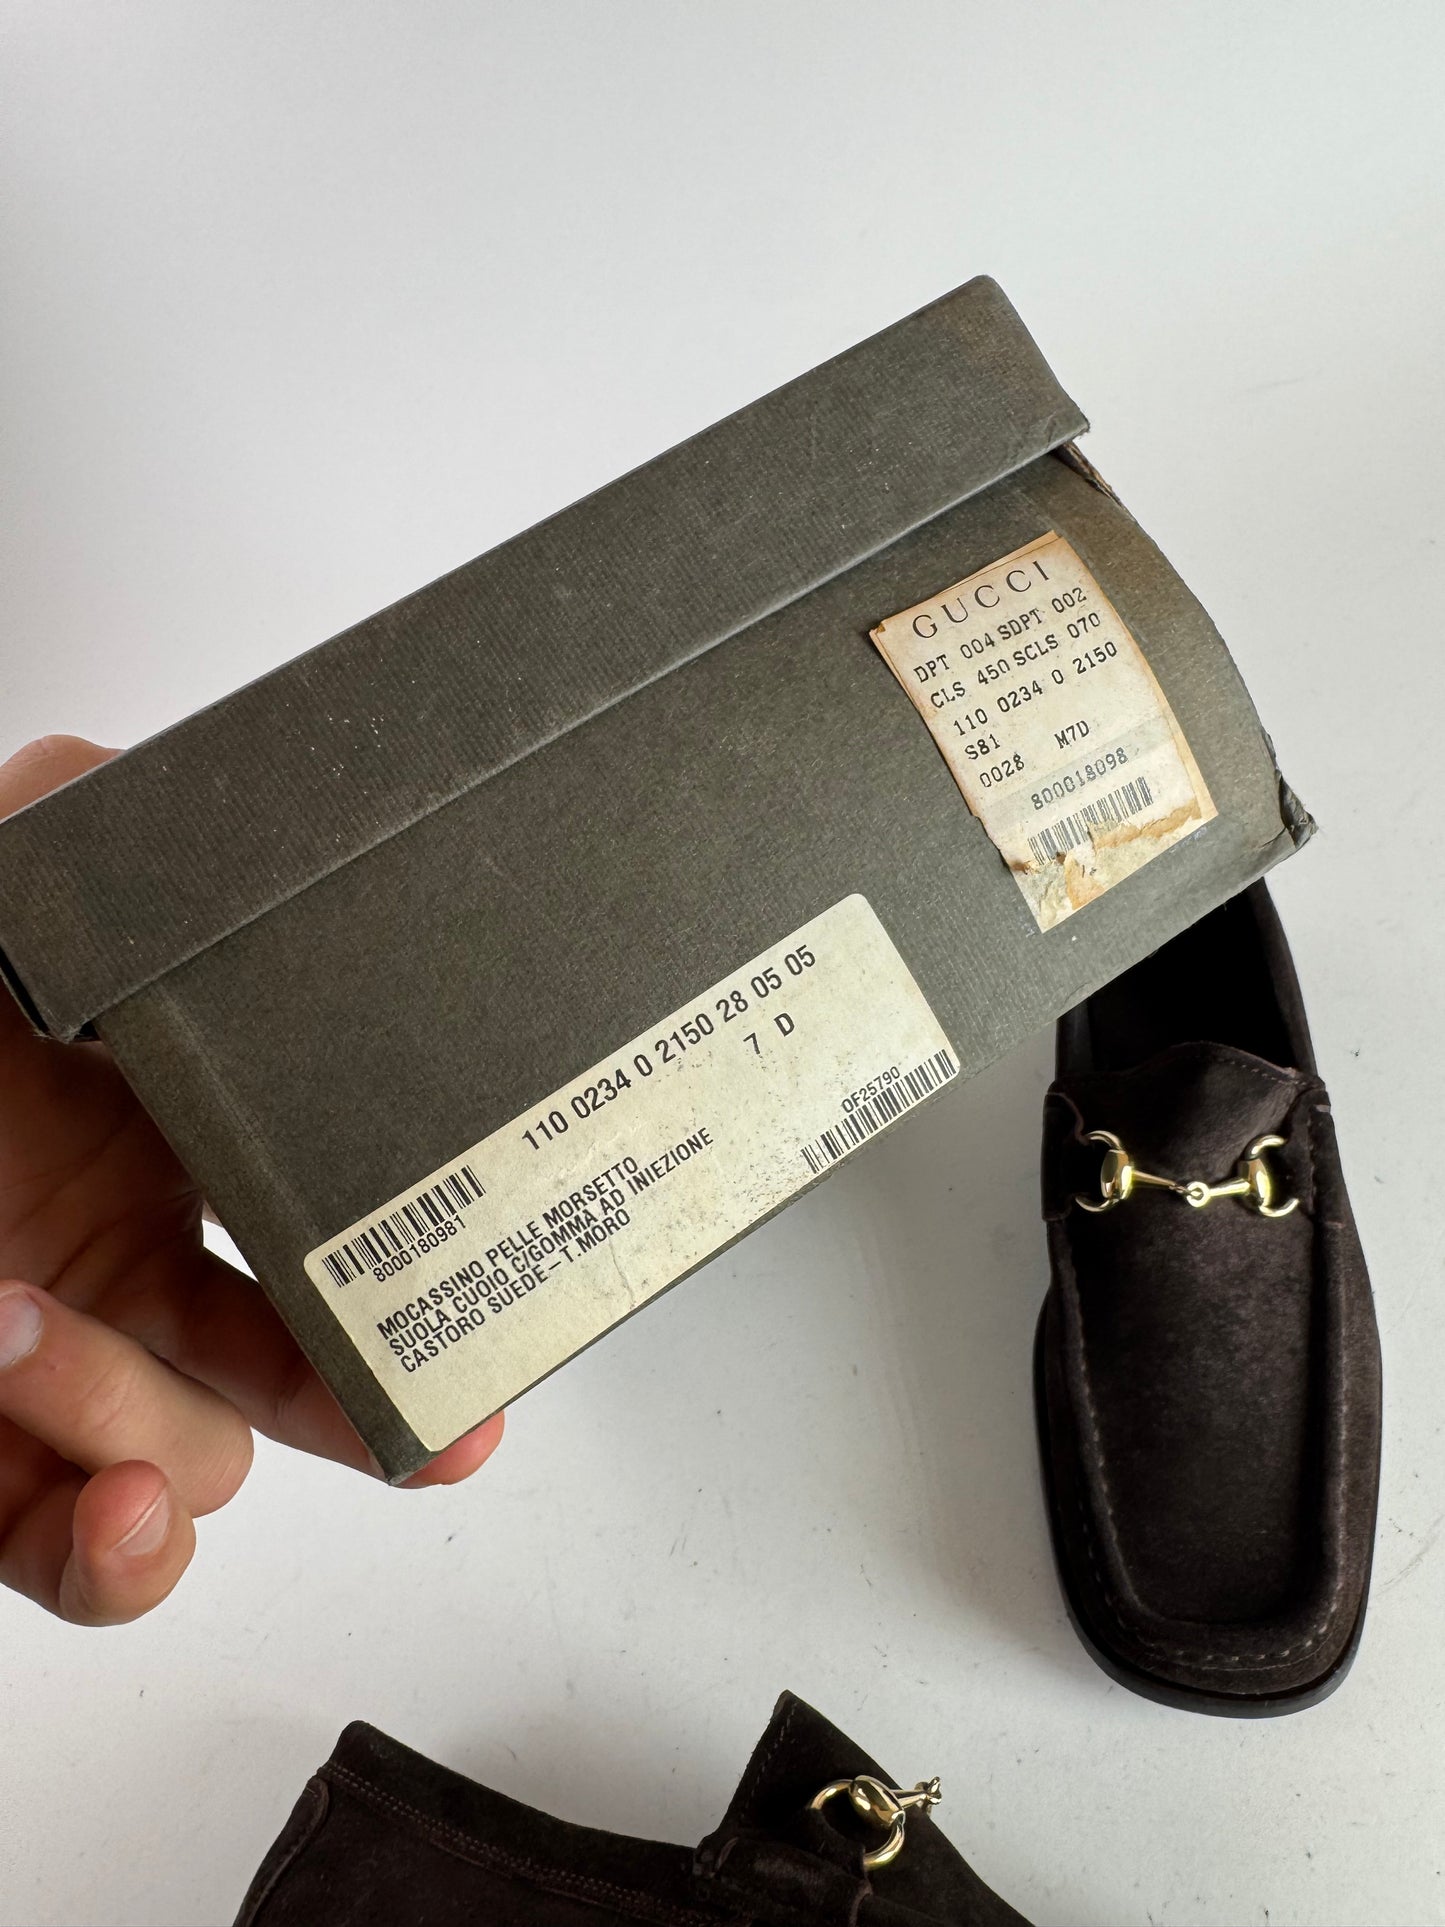 GUCCI
DPT 004 SDPT 002
CLS 450 SCLS 070
110 0234 0 2150
S81
0028 M7D
800018098
110 0234 0 2150 28 05 05
7 D
8000180981
OF25790
MOCASSINO PELLE MORSETTO
SUOLA CUOIO C/GOMMA AD INIEZIONE
CASTORO SUEDE-T.MORO